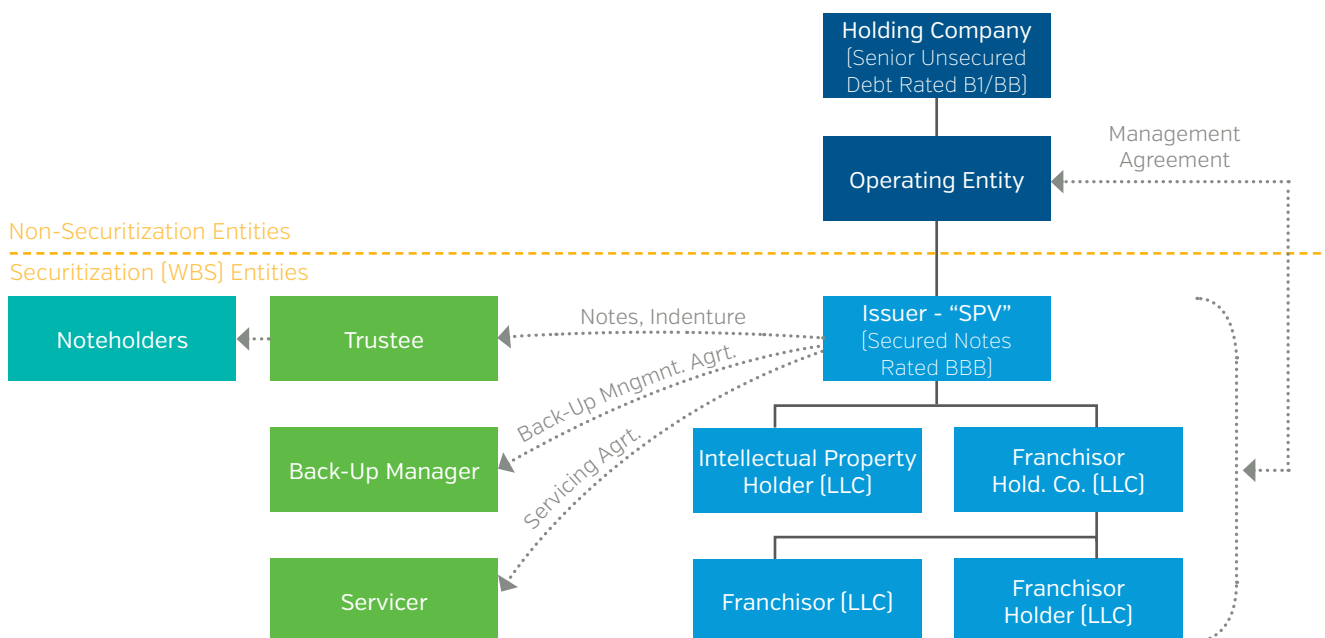 Holding Company
(Senior Unsecured
Debt Rated B1/BB)
Management
Agreement
Operating Entity
Non-Securitization Entities
Securitization (WBS) Entities
Noteholders
Trustee
Notes, Indenture
Issuer - “SPV”
(Secured Notes
Rated BBB)
Back-Up Mngmnt. Agrt.
Back-Up Manager
Servicing Agrt.
Intellectual Property
Holder (LLC)
Franchisor
Hold. Co. (LLC)
Servicer
Franchisor (LLC)
Franchisor
Holder (LLC)